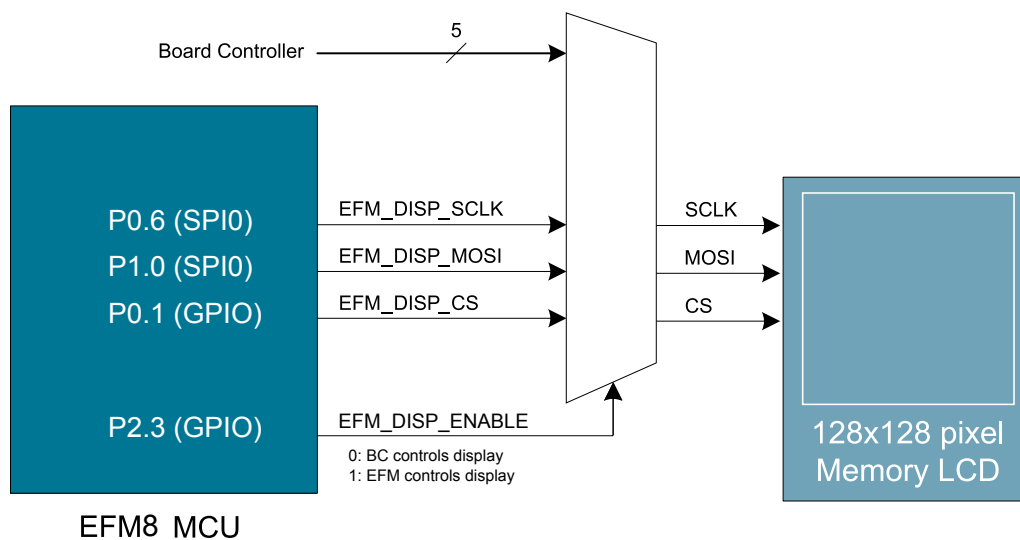 5
Board Controller
P0.6 (SPI0)
EFM_DISP_SCLK
SCLK
P1.0 (SPI0)
EFM_DISP_MOSI
MOSI
P0.1 (GPIO)
EFM_DISP_CS
CS
P2.3 (GPIO)
EFM_DISP_ENABLE
0: BC controls display
1: EFM controls display
128x128 pixel
Memory LCD
EFM8 MCU